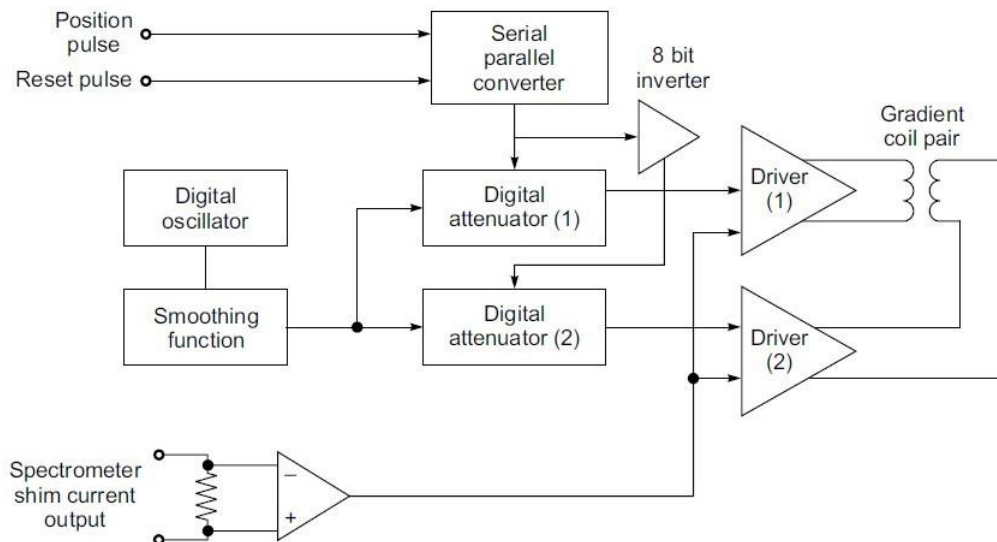 Position
pulse
Reset pulse
Serial
parallel
converter
8 bit
inverter
Gradient
coil pair
Digital
oscillator
Digital
attenuator (1)
Driver
(1)
Smoothing
function
Digital
attenuator (2)
Driver
(2)
Spectrometer
shim current
output
−
+